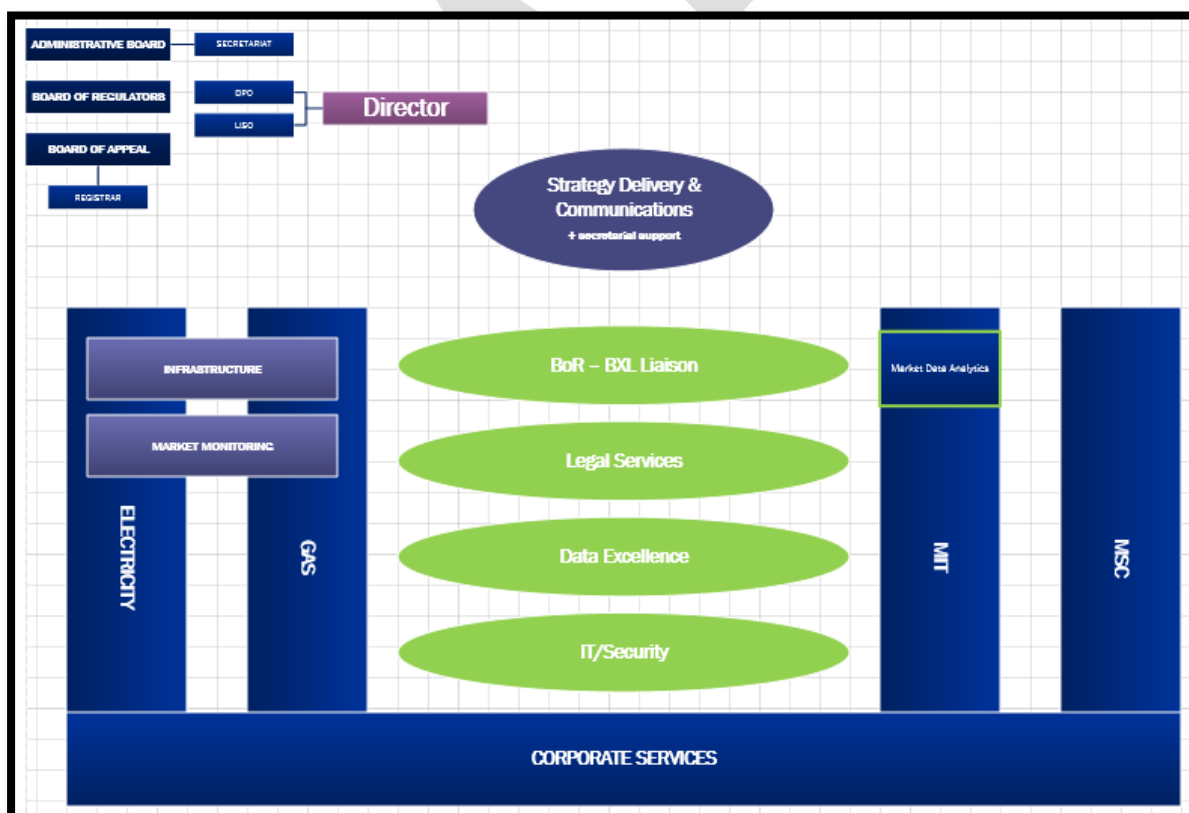 ADMINISTRATIVE BOARD
SECRETARIAT
BOARD OF REGULATORS
DPO
LISO
Director
BOARD OF APPEAL
REGISTRAR
Strategy Delivery &
Communications
+ secretarial support
INFRASTRUCTURE
MARKET MONITORING
ELECTRICITY
GAS
BoR – BXL Liaison
Legal Services
Data Excellence
IT/Security
Market Data Analytics
MIT
MSC
CORPORATE SERVICES